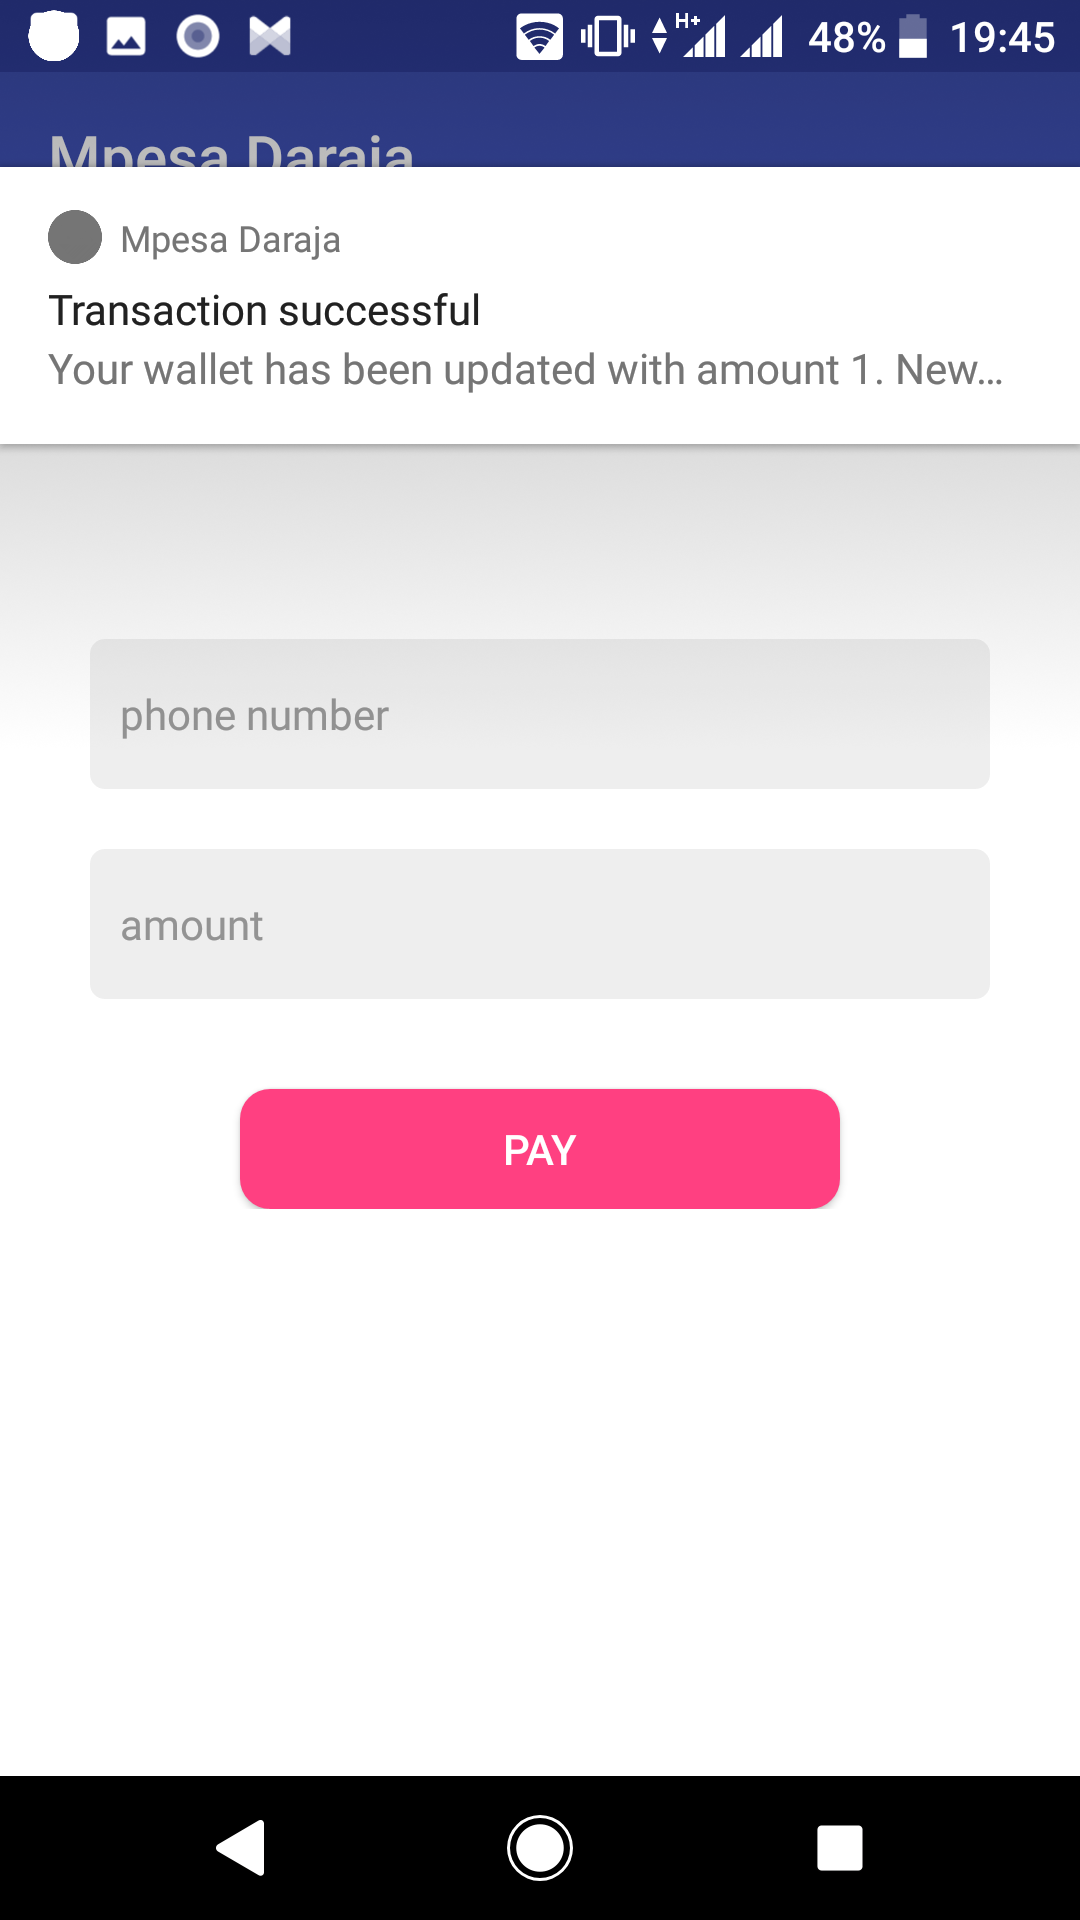 H+ 48% 19:45
Mpesa Daraja
Mpesa Daraja
Transaction successful
Your wallet has been updated with amount 1. New...
phone number
amount
PAY